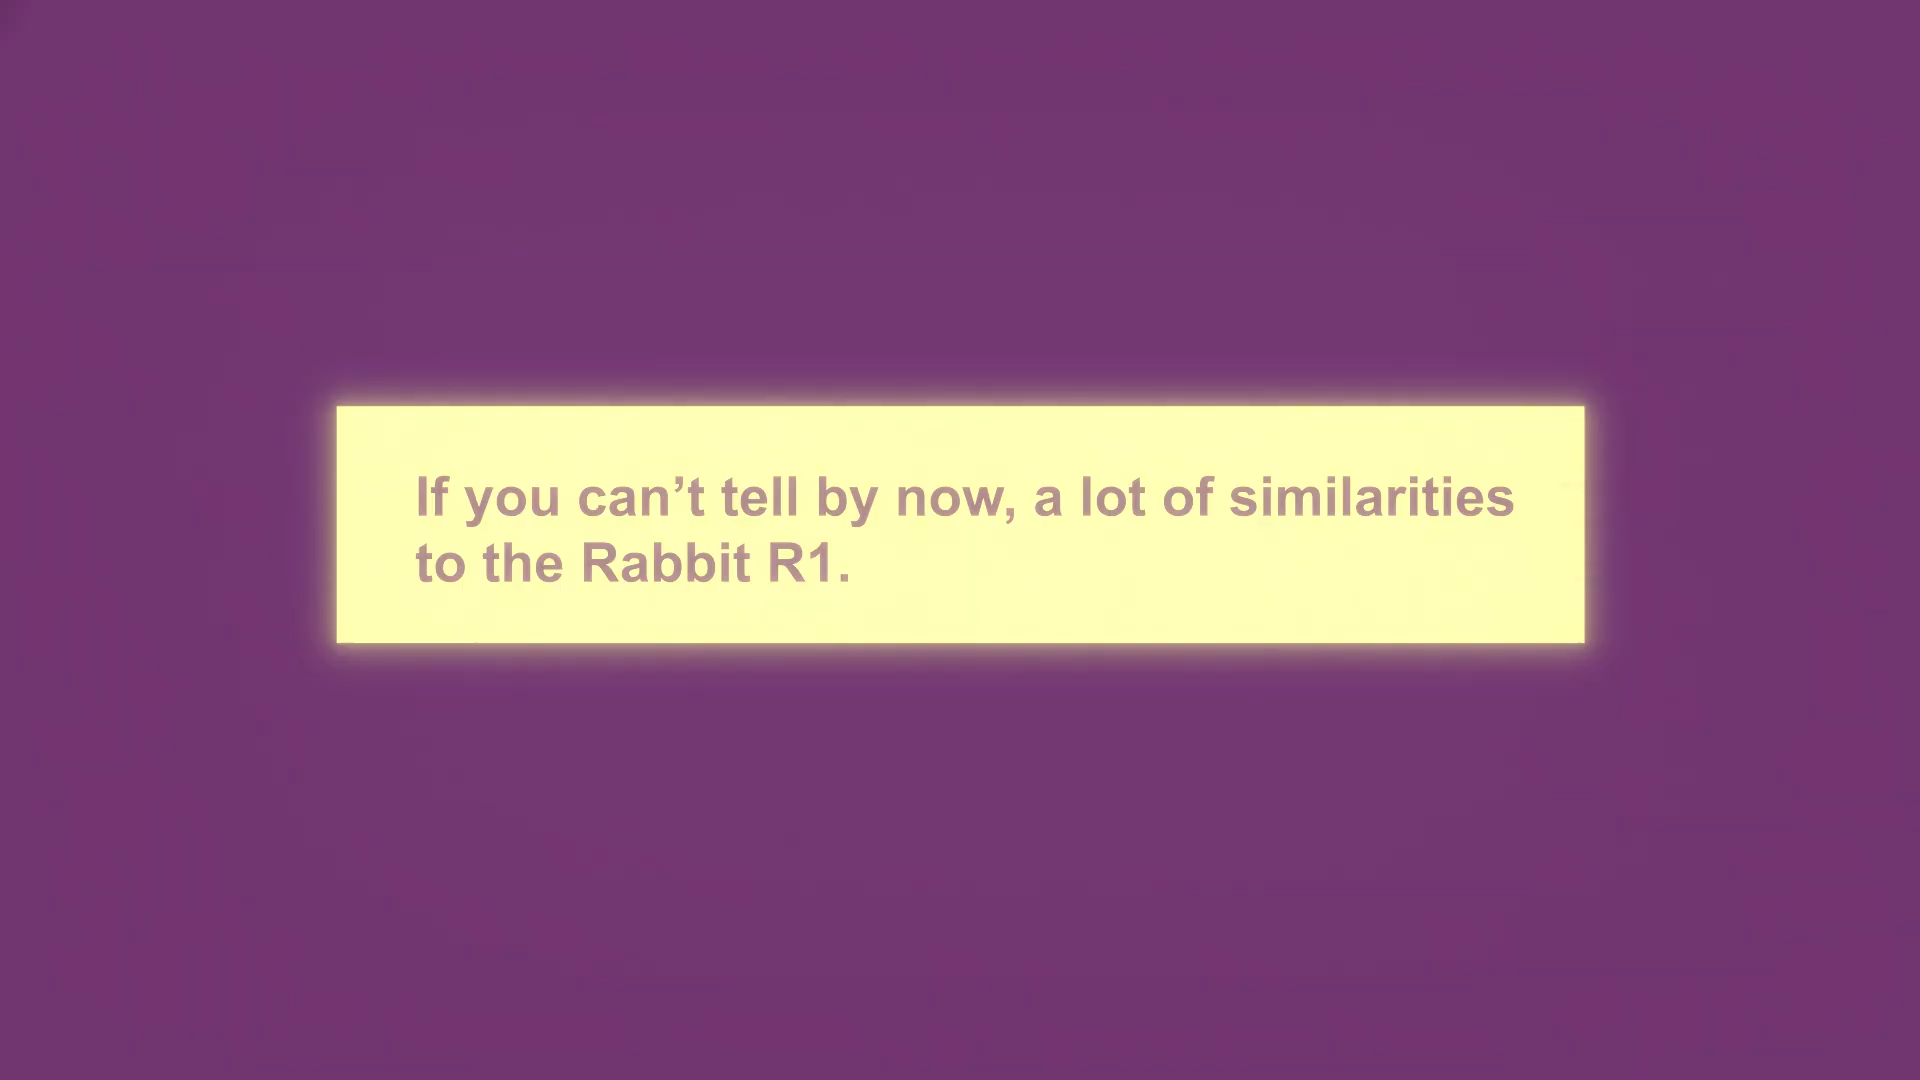 If you can’t tell by now, a lot of similarities
to the Rabbit R1.